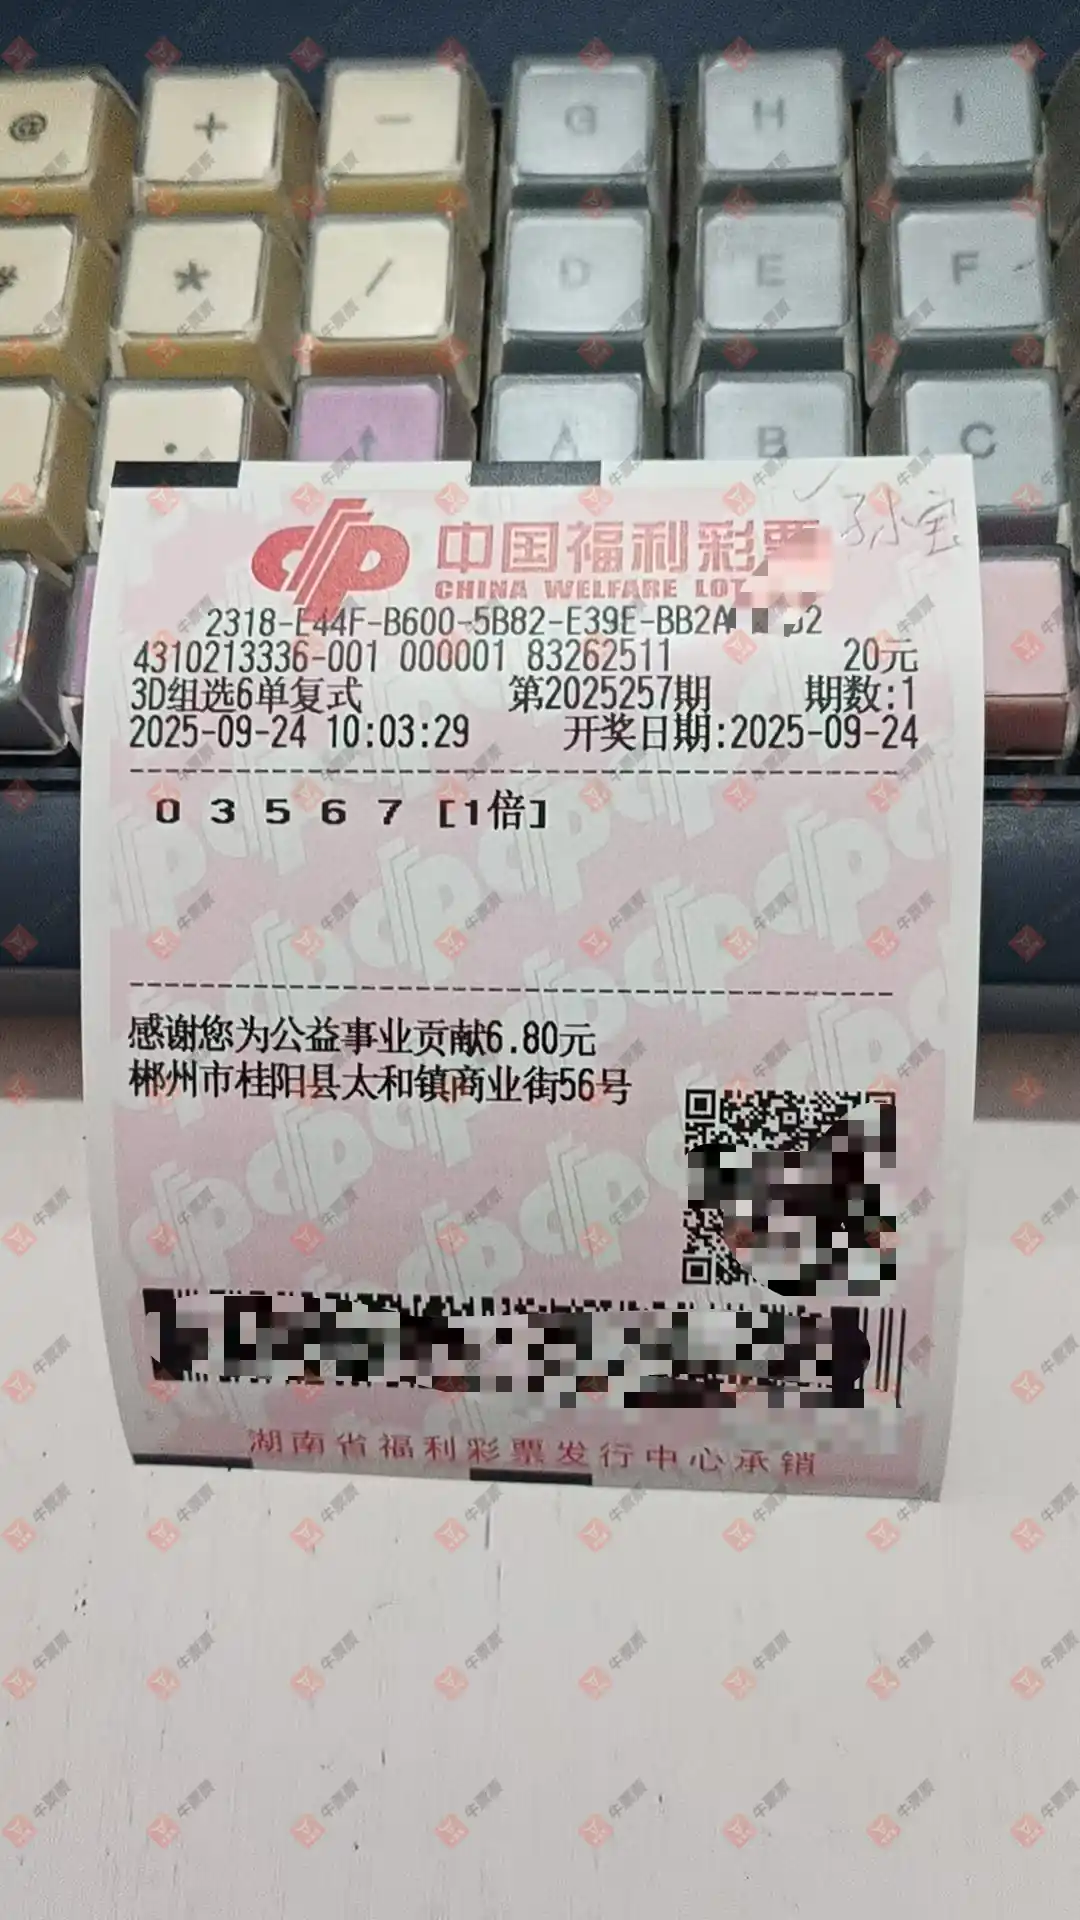 @ + - G H I
* / D E F
. ↑ A B C
孙宝
中国福利彩票
CHINA WELFARE LOT
2318-E44F-B600-5B82-E39E-BB2A
4310213336-001 000001 83262511 20元
3D组选6单复式 第2025257期 期数:1
2025-09-24 10:03:29 开奖日期:2025-09-24
0 3 5 6 7 [1倍]
感谢您为公益事业贡献6.80元
郴州市桂阳县太和镇商业街56号
湖南省福利彩票发行中心承销
牛票票